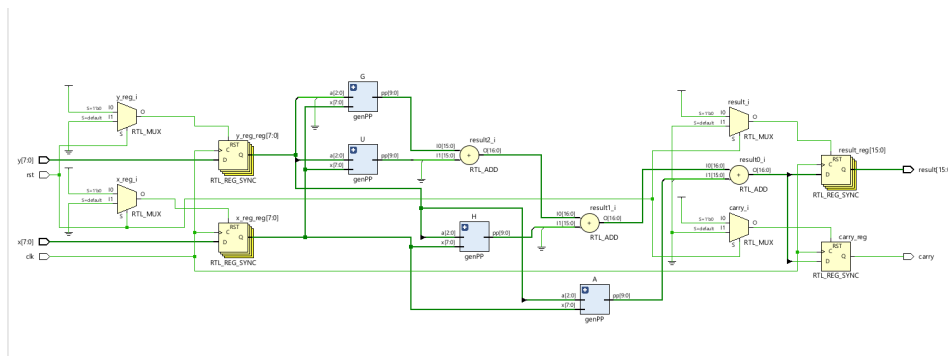 G
a[2:0]
x[7:0]
pp[9:0]
genPP
y_reg_i
S=1'b0 I0
S=default I1
O
S
RTL_MUX
y_reg_reg[7:0]
RST
C
D
Q
RTL_REG_SYNC
U
a[2:0]
x[7:0]
pp[9:0]
genPP
result2_i
I0[15:0]
I1[15:0]
O[16:0]
RTL_ADD
y[7:0]
rst
x_reg_i
S=1'b0 I0
S=default I1
O
S
RTL_MUX
x_reg_reg[7:0]
RST
C
D
Q
RTL_REG_SYNC
x[7:0]
clk
H
a[2:0]
x[7:0]
pp[9:0]
genPP
result1_i
I0[16:0]
I1[15:0]
O[16:0]
RTL_ADD
A
a[2:0]
x[7:0]
pp[9:0]
genPP
result_i
S=1'b0 I0
S=default I1
O
S
RTL_MUX
result0_i
I0[16:0]
I1[15:0]
O[16:0]
RTL_ADD
result_reg[15:0]
RST
C
D
Q
RTL_REG_SYNC
result[15:
carry_i
S=1'b0 I0
S=default I1
O
S
RTL_MUX
carry_reg
RST
C
D
Q
RTL_REG_SYNC
carry